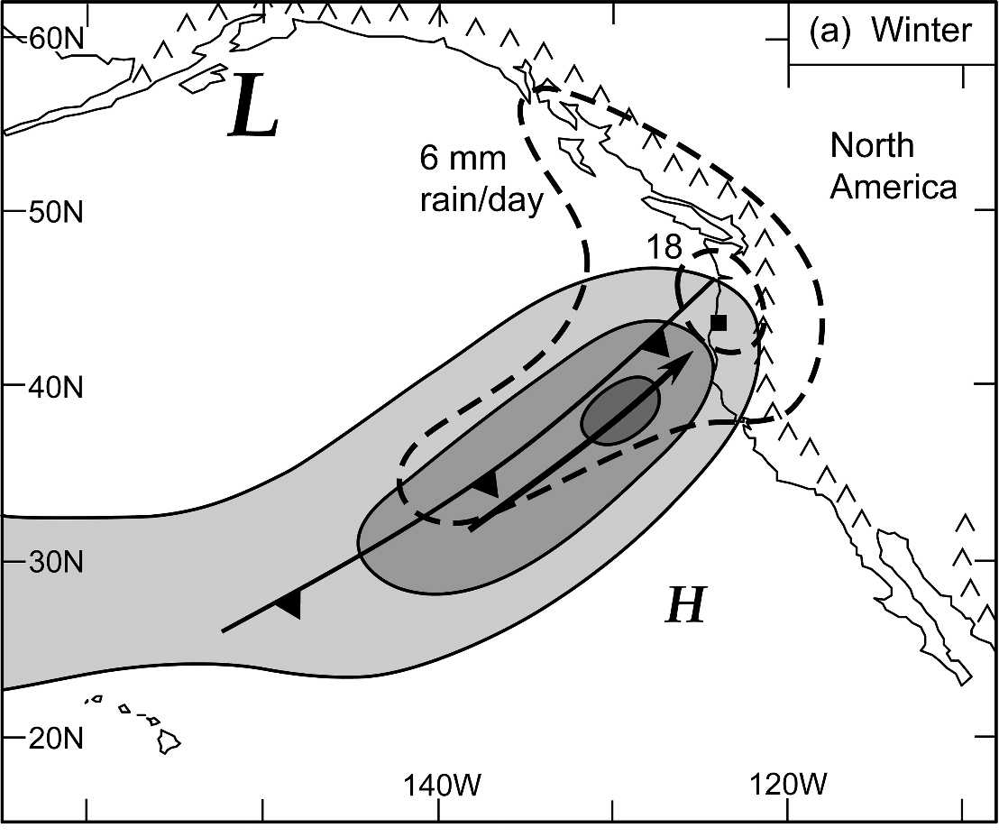 (a) Winter
60N
L
North
America
6 mm
rain/day
50N
18
40N
30N
H
20N
140W
120W